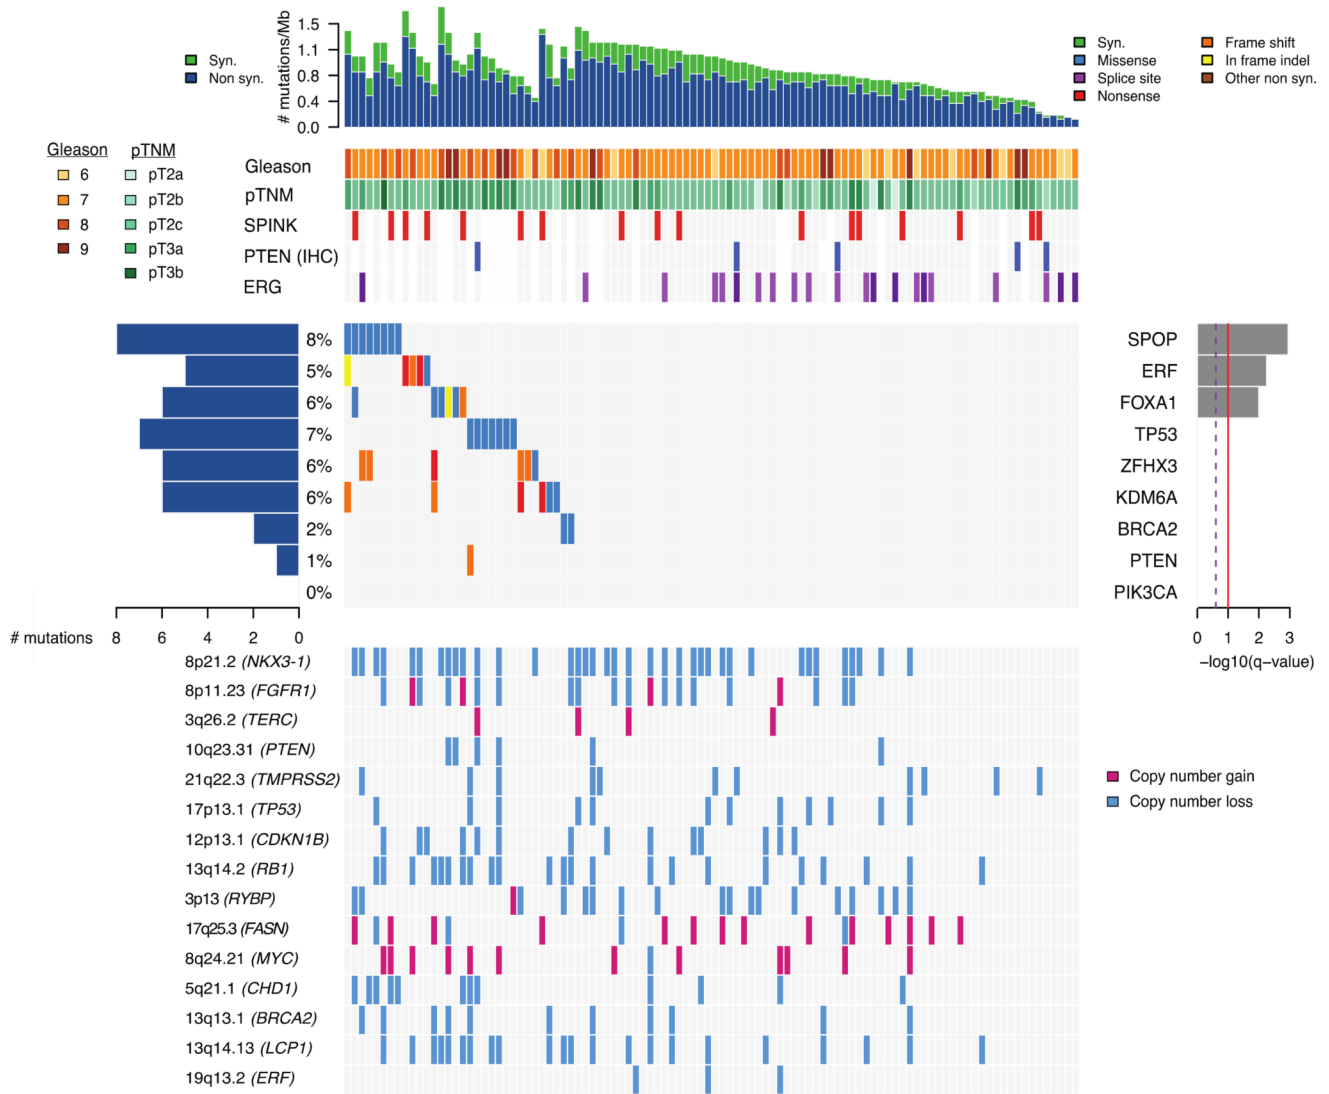 # mutations/Mb
1.5
1.1
0.8
0.4
0.0
Syn.
Non syn.
Syn.
Missense
Splice site
Nonsense
Frame shift
In frame indel
Other non syn.
Gleason
6
7
8
9
pTNM
pT2a
pT2b
pT2c
pT3a
pT3b
Gleason
pTNM
SPINK
PTEN (IHC)
ERG
8%
5%
6%
7%
6%
6%
2%
1%
0%
SPOP
ERF
FOXA1
TP53
ZFHX3
KDM6A
BRCA2
PTEN
PIK3CA
# mutations 8 6 4 2 0
0 1 2 3
−log10(q−value)
8p21.2 (NKX3-1)
8p11.23 (FGFR1)
3q26.2 (TERC)
10q23.31 (PTEN)
21q22.3 (TMPRSS2)
17p13.1 (TP53)
12p13.1 (CDKN1B)
13q14.2 (RB1)
3p13 (RYBP)
17q25.3 (FASN)
8q24.21 (MYC)
5q21.1 (CHD1)
13q13.1 (BRCA2)
13q14.13 (LCP1)
19q13.2 (ERF)
Copy number gain
Copy number loss